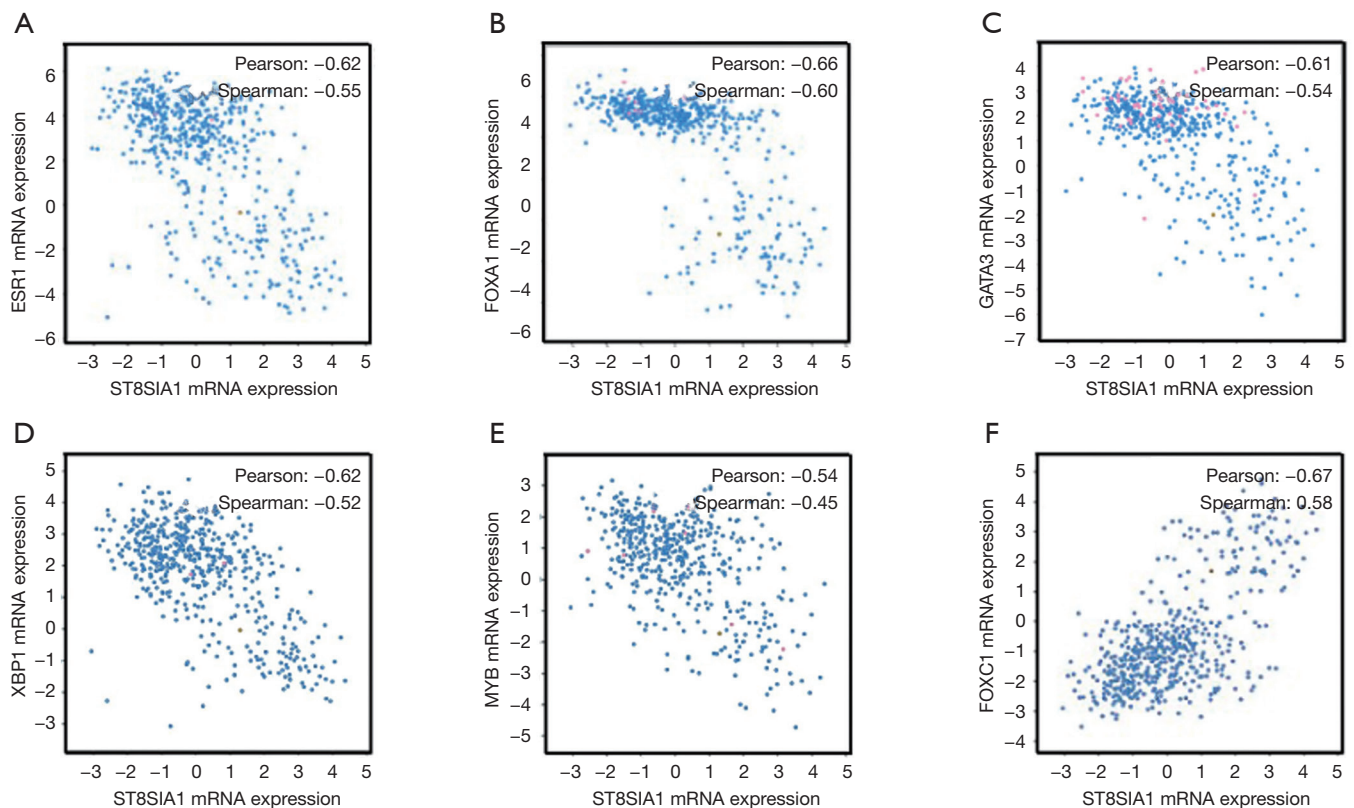 A
Pearson: −0.62
Spearman: −0.55
6
4
2
0
−2
−4
−6
ESR1 mRNA expression
−3 −2 −1 0 1 2 3 4 5
ST8SIA1 mRNA expression
B
Pearson: −0.66
Spearman: −0.60
6
4
2
0
−2
−4
−6
FOXA1 mRNA expression
−3 −2 −1 0 1 2 3 4 5
ST8SIA1 mRNA expression
C
Pearson: −0.61
Spearman: −0.54
4
3
2
1
0
−1
−2
−3
−4
−5
−6
−7
GATA3 mRNA expression
−3 −2 −1 0 1 2 3 4 5
ST8SIA1 mRNA expression
D
Pearson: −0.62
Spearman: −0.52
5
4
3
2
1
0
−1
−2
−3
XBP1 mRNA expression
−3 −2 −1 0 1 2 3 4 5
ST8SIA1 mRNA expression
E
Pearson: −0.54
Spearman: −0.45
3
2
1
0
−1
−2
−3
−4
−5
MYB mRNA expression
−3 −2 −1 0 1 2 3 4 5
ST8SIA1 mRNA expression
F
Pearson: −0.67
Spearman: 0.58
5
4
3
2
1
0
−1
−2
−3
−4
FOXC1 mRNA expression
−3 −2 −1 0 1 2 3 4 5
ST8SIA1 mRNA expression